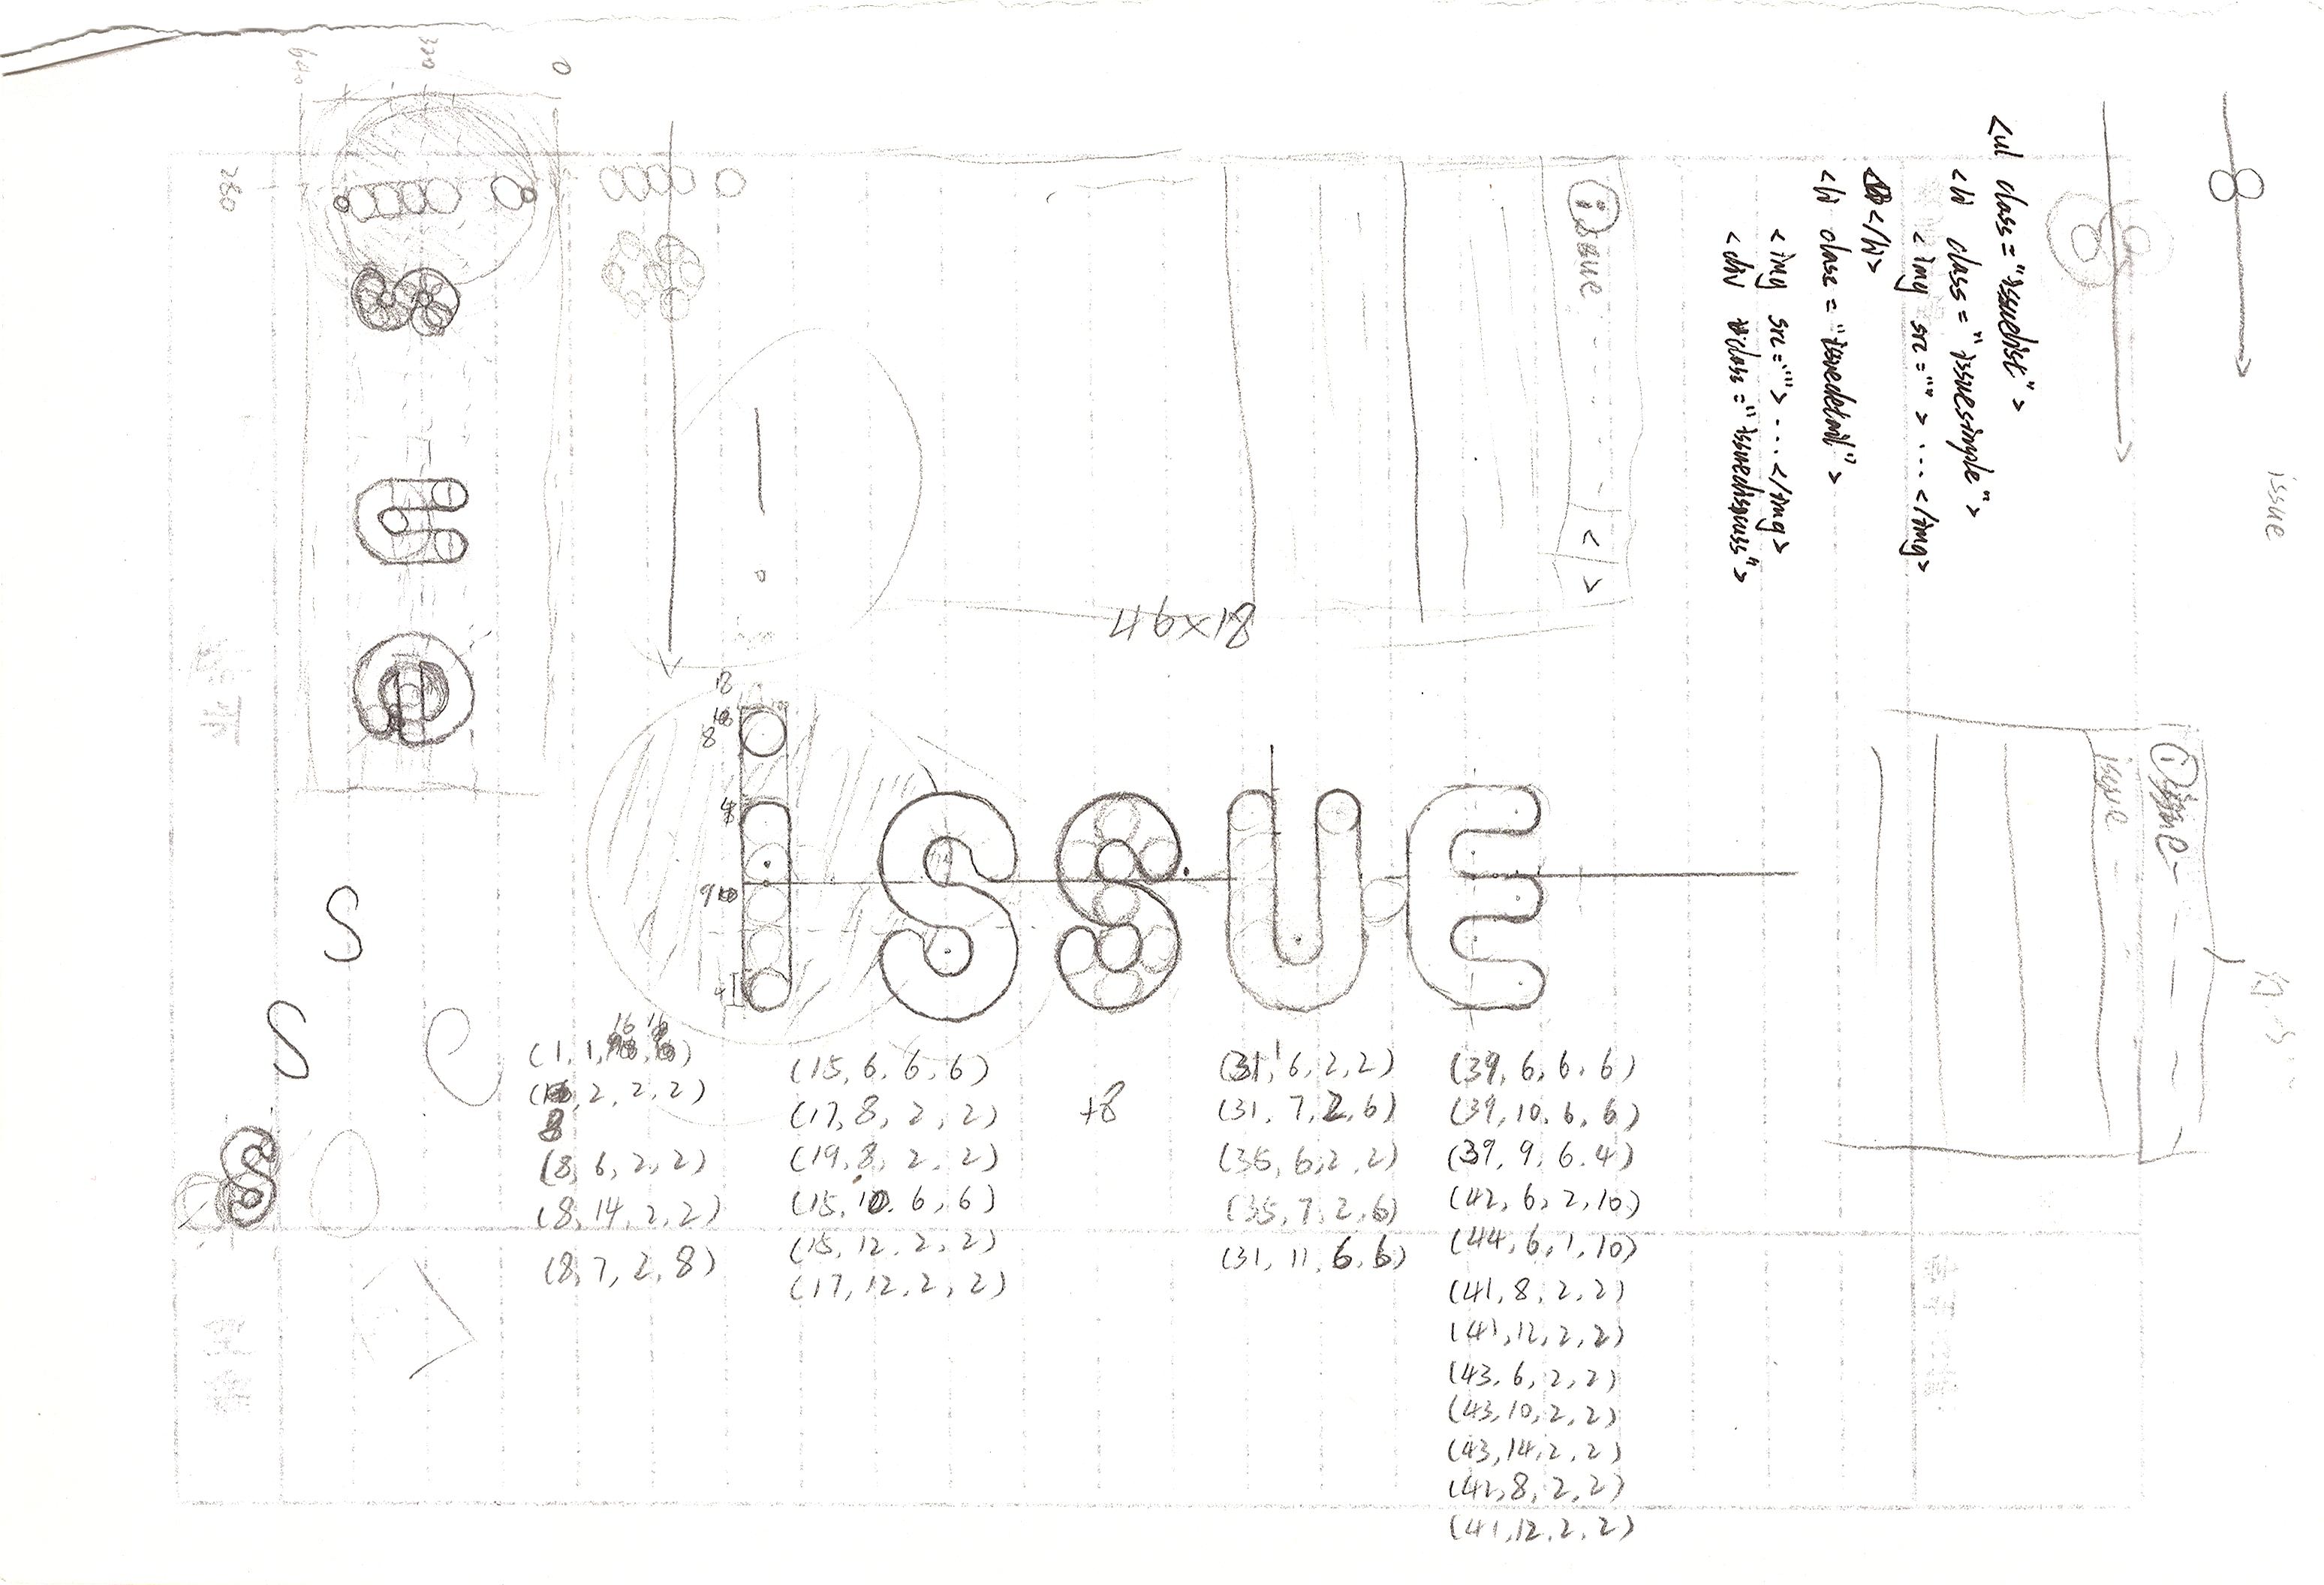 issue
issue
issue
<ul class="issuelist">
<li class="issuesimple">
<img src=""> ...</img>
</li>
<li class="issuedetail">
<img src=""> ...</img>
<div class="issuediscuss">
issue < >
46x18
(39, 6, 6, 6)
(39, 10, 6, 6)
(39, 9, 6, 4)
(42, 6, 2, 10)
(44, 6, 1, 10)
(41, 8, 2, 2)
(41, 12, 2, 2)
(43, 6, 2, 2)
(43, 10, 2, 2)
(43, 14, 2, 2)
(42, 8, 2, 2)
(41, 12, 2, 2)
(31, 6, 2, 2)
(31, 7, 2, 6)
(35, 6, 2, 2)
(35, 7, 2, 6)
(31, 11, 6, 6)
+8
(15, 6, 6, 6)
(17, 8, 2, 2)
(19, 8, 2, 2)
(15, 10, 6, 6)
(15, 12, 2, 2)
(17, 12, 2, 2)
(8, 2, 2, 2)
(8, 6, 2, 2)
(8, 14, 2, 2)
(8, 7, 2, 8)
issue
0
320
i s u e
640
280
S
S